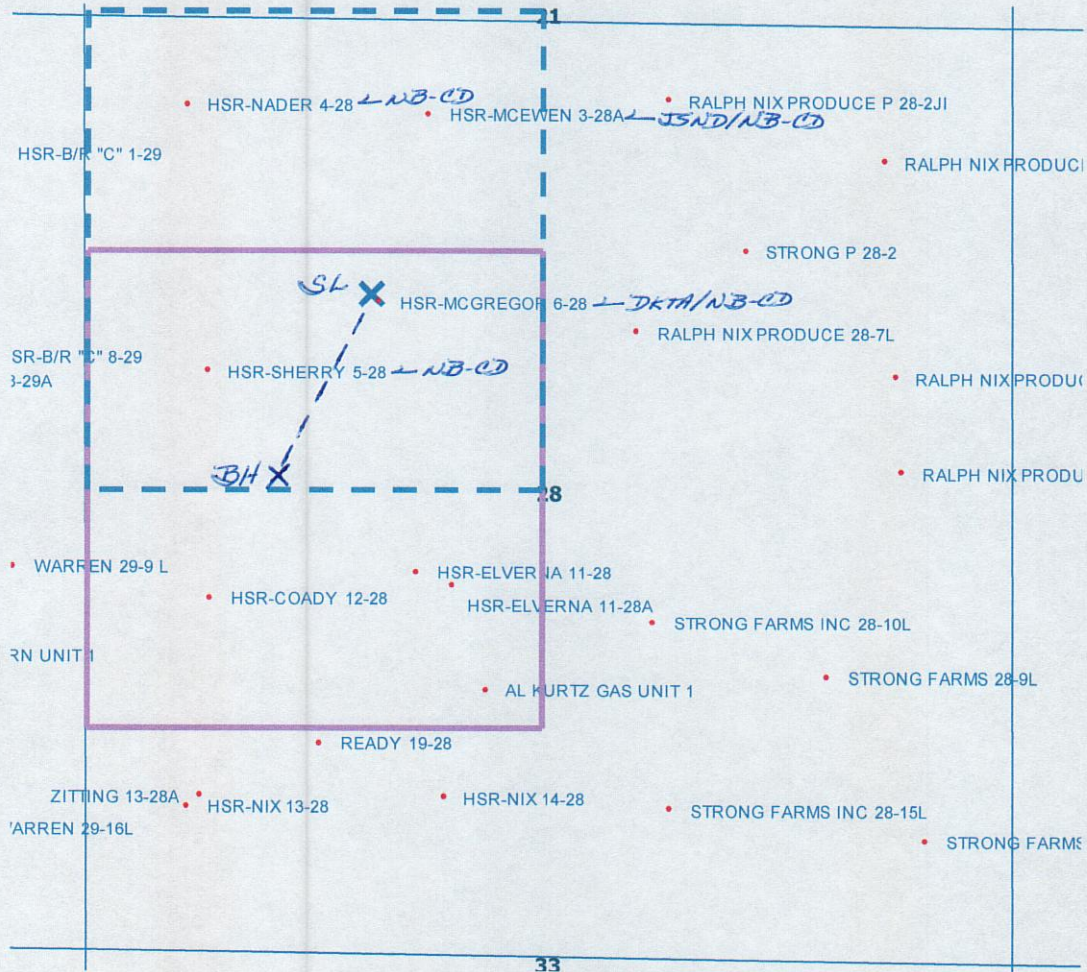 21
HSR-NADER 4-28 NB-CD
RALPH NIX PRODUCE P 28-2JI
HSR-MCEWEN 3-28A JSND/NB-CD
HSR-B/R "C" 1-29
RALPH NIX PRODUCI
STRONG P 28-2
SL
HSR-MCGREGOR 6-28 DKTA/NB-CD
RALPH NIX PRODUCE 28-7L
SR-B/R "C" 8-29
HSR-SHERRY 5-28 NB-CD
3-29A
RALPH NIX PRODU
BH
RALPH NIX PRODU
28
WARREN 29-9 L
HSR-ELVERNA 11-28
HSR-COADY 12-28
HSR-ELVERNA 11-28A
STRONG FARMS INC 28-10L
RN UNIT 1
STRONG FARMS 28-9L
AL KURTZ GAS UNIT 1
READY 19-28
ZITTING 13-28A
HSR-NIX 13-28
HSR-NIX 14-28
STRONG FARMS INC 28-15L
ARREN 29-16L
STRONG FARMS
33